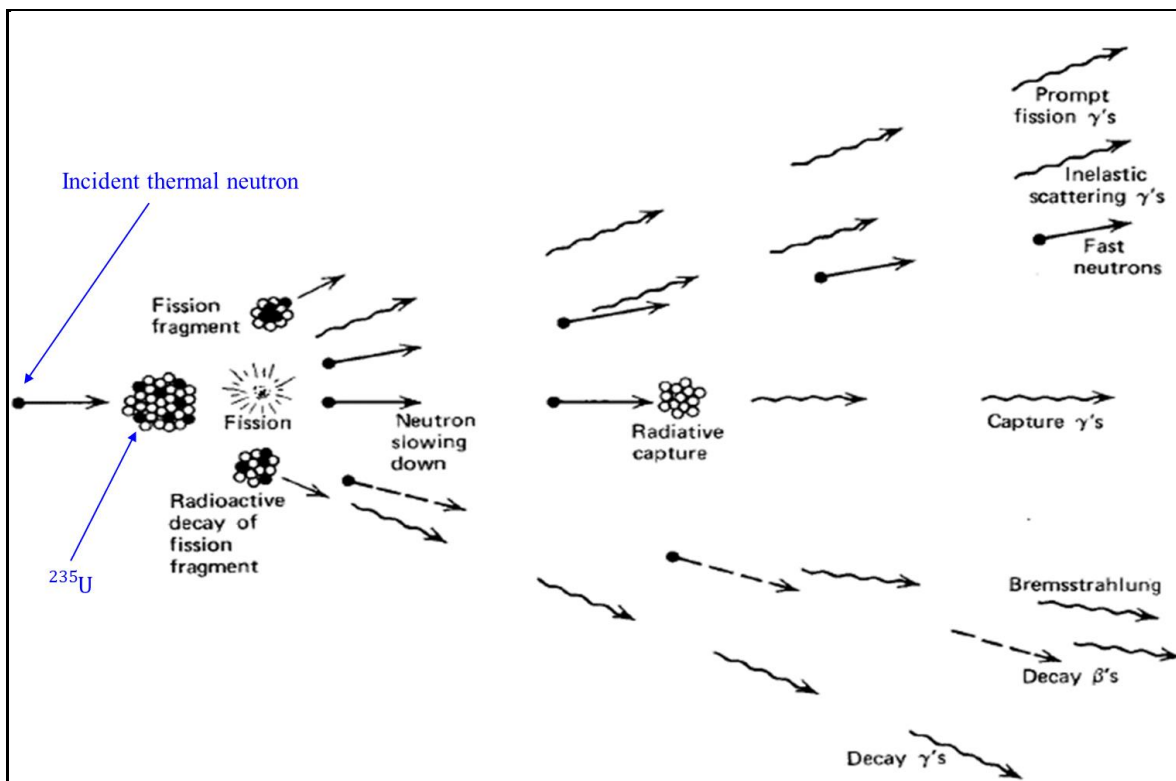 Prompt
fission γ's
Incident thermal neutron
Inelastic
scattering γ's
Fast
neutrons
Fission
fragment
Fission
Neutron
slowing
down
Radiative
capture
Capture γ's
Radioactive
decay of
fission
fragment
²³⁵U
Bremsstrahlung
Decay β's
Decay γ's